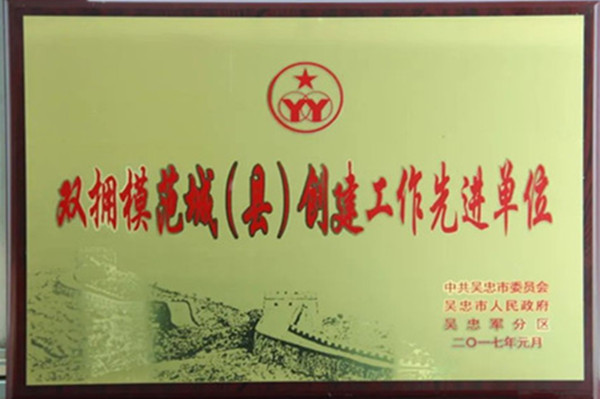 YY
双拥模范城(县)创建工作先进单位
中共吴忠市委员会
吴忠市人民政府
吴忠军分区
二〇一七年元月